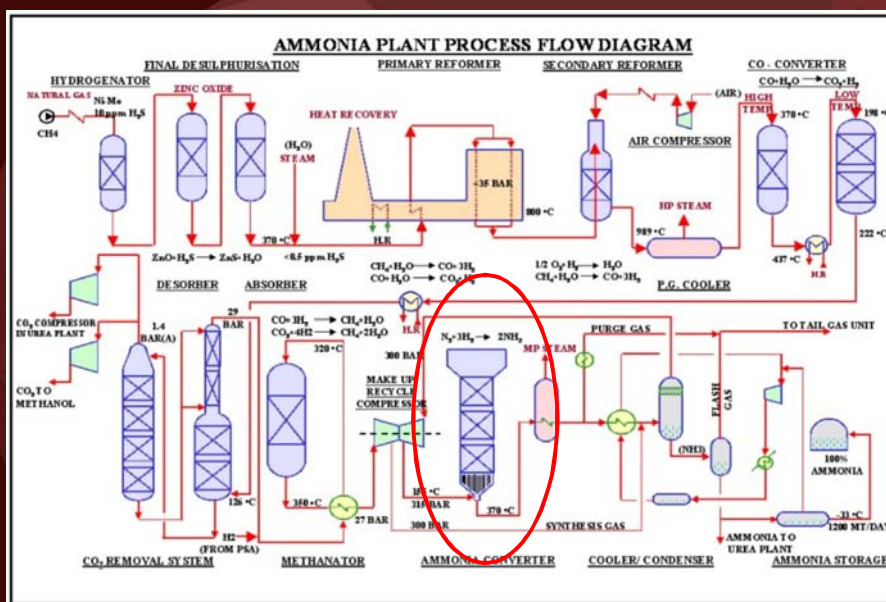 AMMONIA PLANT PROCESS FLOW DIAGRAM
FINAL DESULPHURISATION
PRIMARY REFORMER
SECONDARY REFORMER
CO - CONVERTER
CO+H₂O → CO₂+H₂
HYDROGENATOR
NATURAL GAS
Ni-Mo
10 ppm H₂S
ZINC OXIDE
CH4
HEAT RECOVERY
(H₂O)
STEAM
(AIR)
AIR COMPRESSOR
HIGH
TEMP
370 °C
LOW
TEMP
198 °C
<35 BAR
800 °C
HP STEAM
989 °C
H.R
370 °C
ZnO+H₂S → ZnS+H₂O
<0.5 ppm H₂S
437 °C
H.R
222 °C
CH₄+H₂O → CO+3H₂
CO+H₂O → CO₂+H₂
1/2 O₂+H₂ → H₂O
CH₄+H₂O → CO+3H₂
P.G. COOLER
DESORBER
ABSORBER
29
BAR
1.4
BAR(A)
CO₂ COMPRESSOR
IN UREA PLANT
CO₂ TO
METHANOL
CO+3H₂ → CH₄+H₂O
CO₂+4H2 → CH₄+2H₂O
320 °C
H.R
300 BAR
MAKE UP
RECYCLE
COMPRESSOR
N₂+3H₂ → 2NH₃
MP STEAM
PURGE GAS
TO TAIL GAS UNIT
FLASH
GAS
(NH3)
100%
AMMONIA
126 °C
350 °C
27 BAR
315 BAR
370 °C
300 BAR
SYNTHESIS GAS
-33 °C
1200 MT/DAY
H2
(FROM PSA)
AMMONIA TO
UREA PLANT
CO₂ REMOVAL SYSTEM
METHANATOR
AMMONIA CONVERTER
COOLER/ CONDENSER
AMMONIA STORAGE